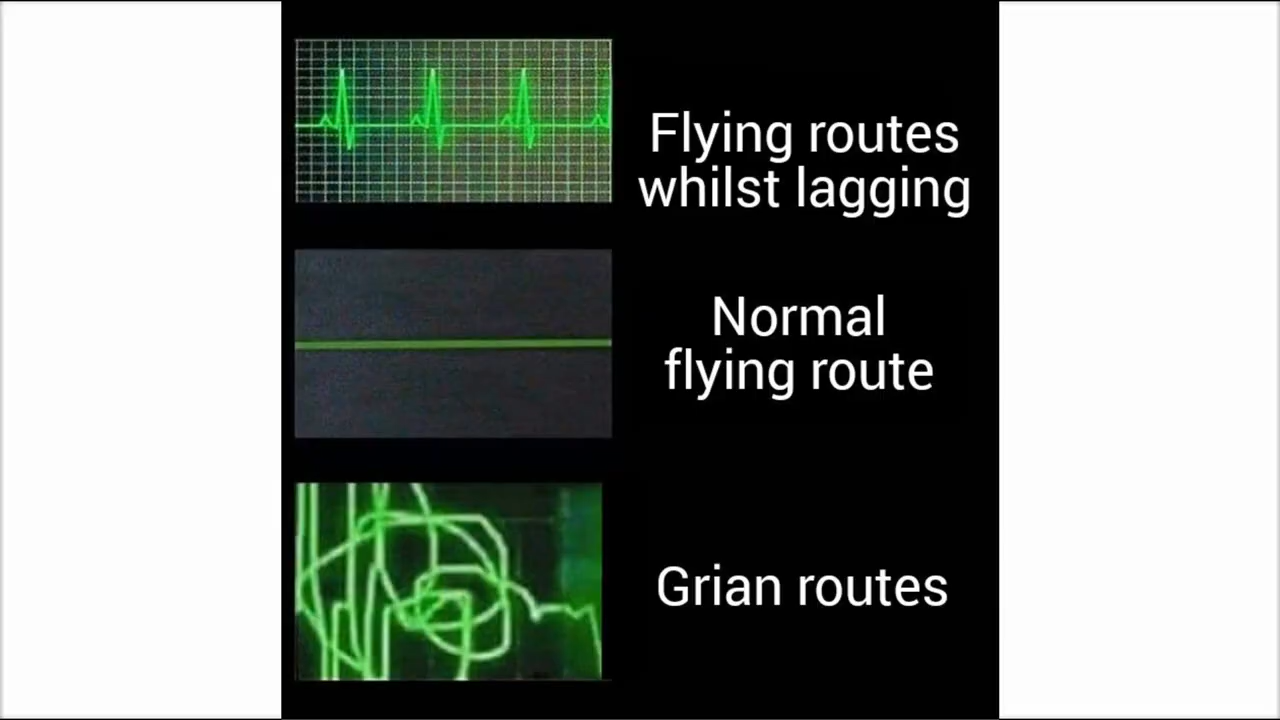 Flying routes
whilst lagging
Normal
flying route
Grian routes